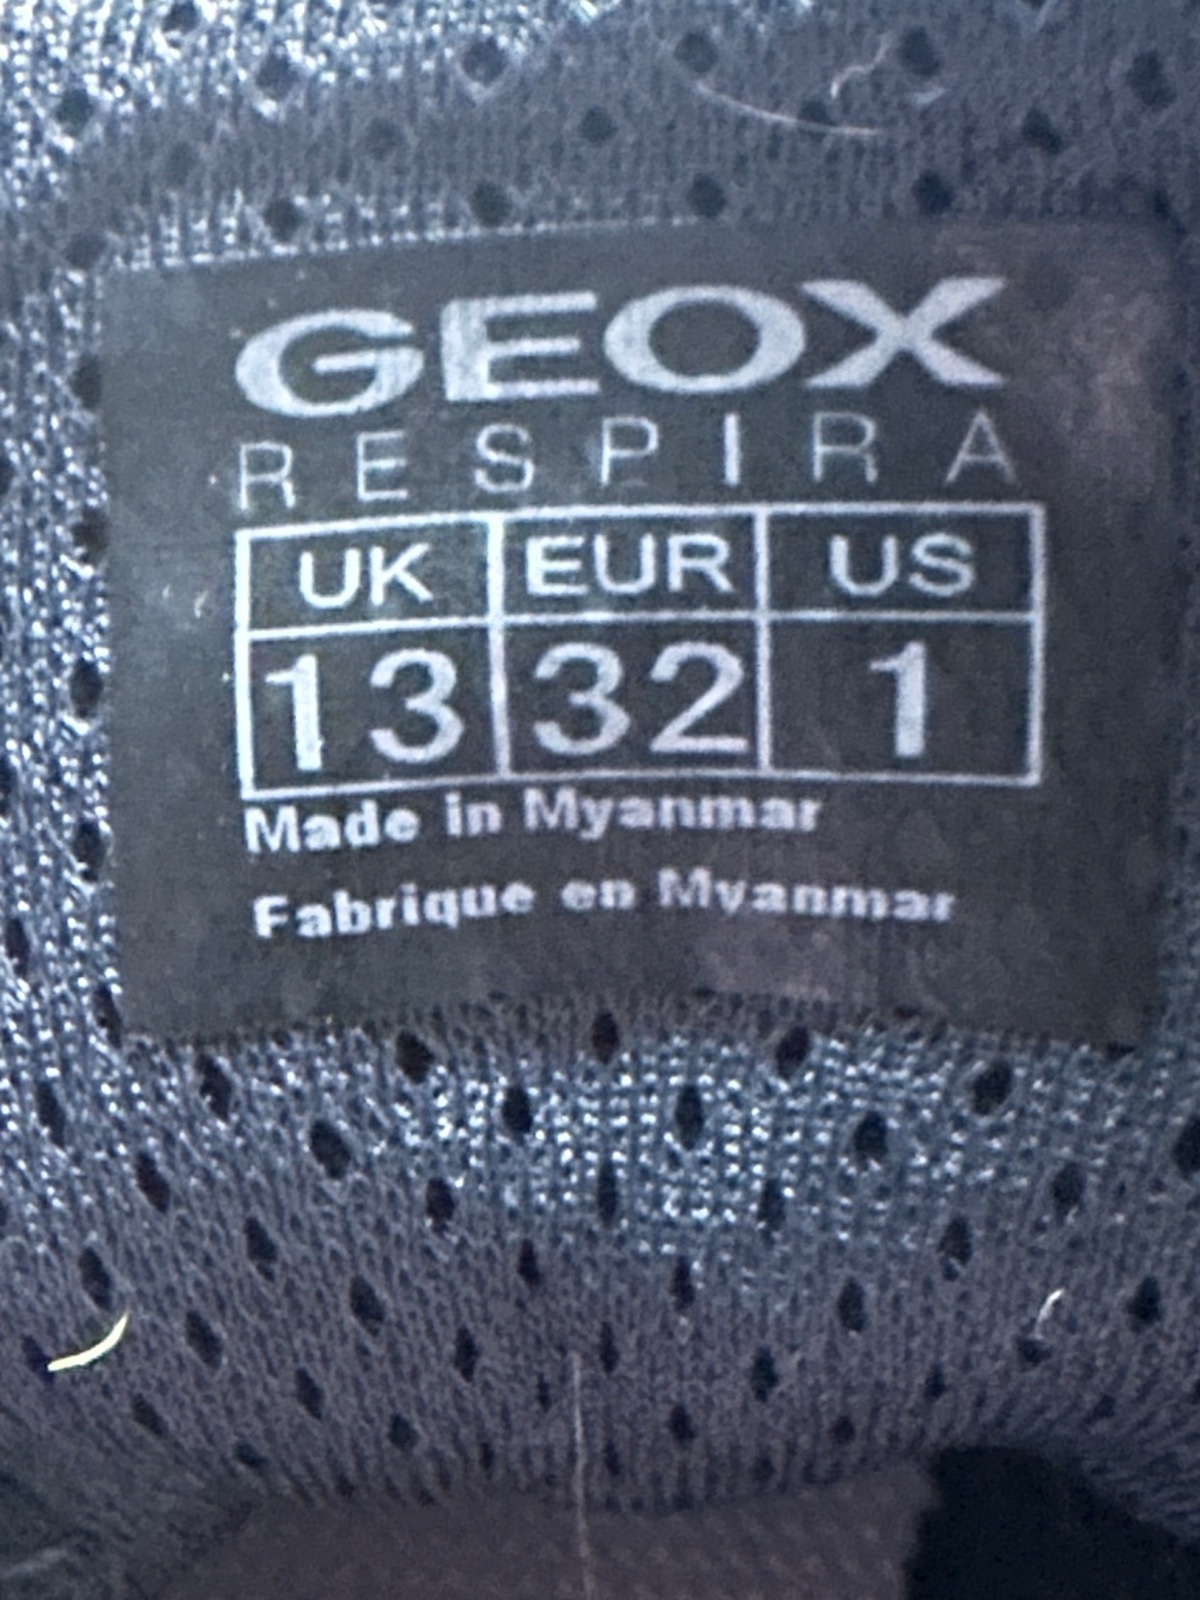 GEOX
RESPIRA
UK EUR US
13 32 1
Made in Myanmar
Fabrique en Myanmar